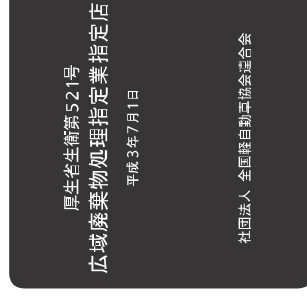 厚生省生衛第521号
広域廃棄物処理指定業指定店
平成3年7月1日
社団法人 全国軽自動車協会連合会